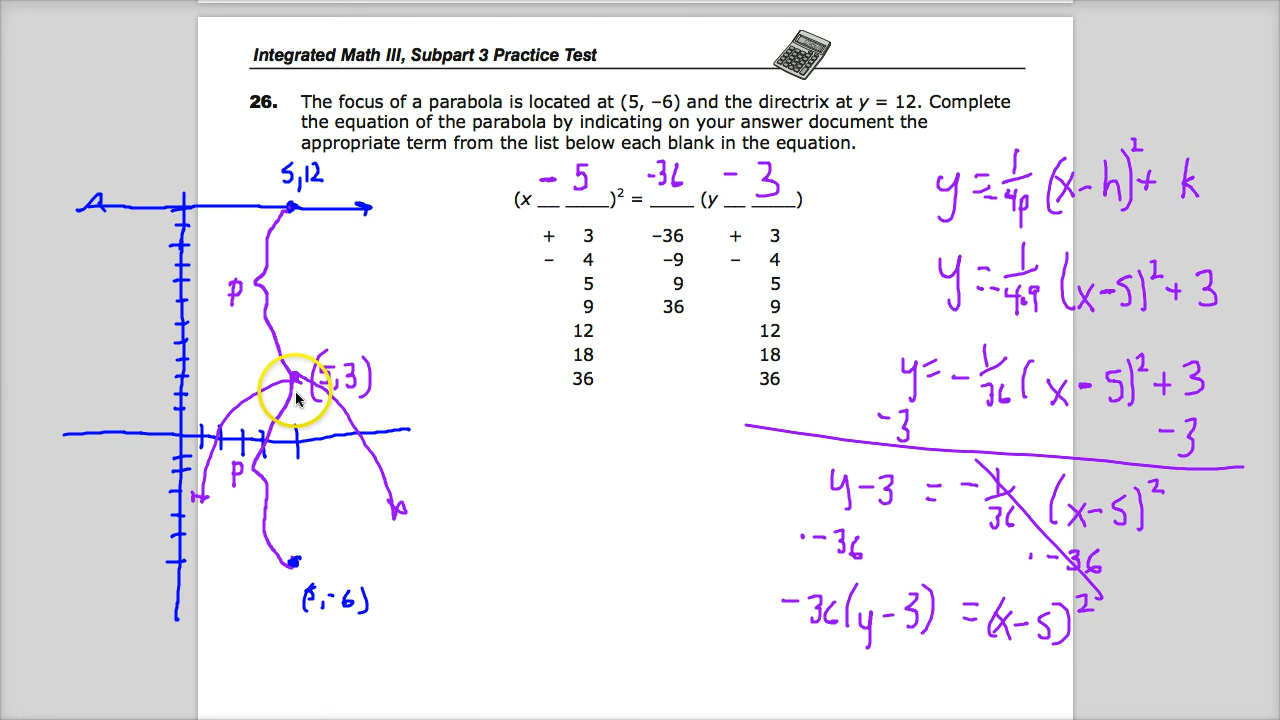 Integrated Math III, Subpart 3 Practice Test
26. The focus of a parabola is located at (5, –6) and the directrix at y = 12. Complete
the equation of the parabola by indicating on your answer document the
appropriate term from the list below each blank in the equation.
5,12
- 5 -36 - 3
(x __ ____)² = ____ (y __ ____)
+ 3 –36 + 3
– 4 –9 – 4
5 9 5
9 36 9
12 12
18 18
36 36
P
(5,3)
P
(5,-6)
y = 1/4p (x-h)² + k
y = -1/4·9 (x-5)² + 3
y = -1/36 (x-5)² + 3
-3 -3
y-3 = -1/36 (x-5)²
·-36 ·-36
-36(y-3) = (x-5)²